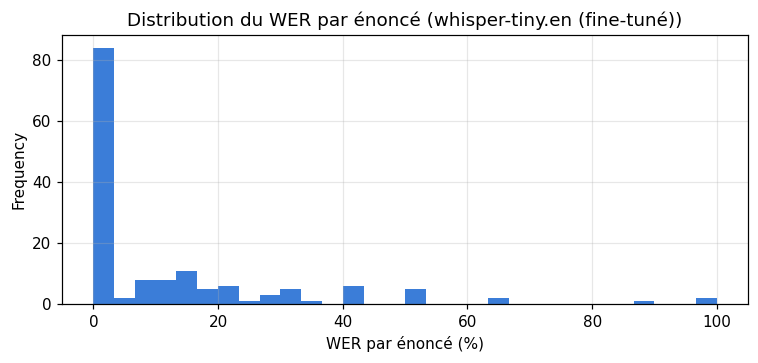 Distribution du WER par énoncé (whisper-tiny.en (fine-tuné))
Frequency
80
60
40
20
0
0 20 40 60 80 100
WER par énoncé (%)